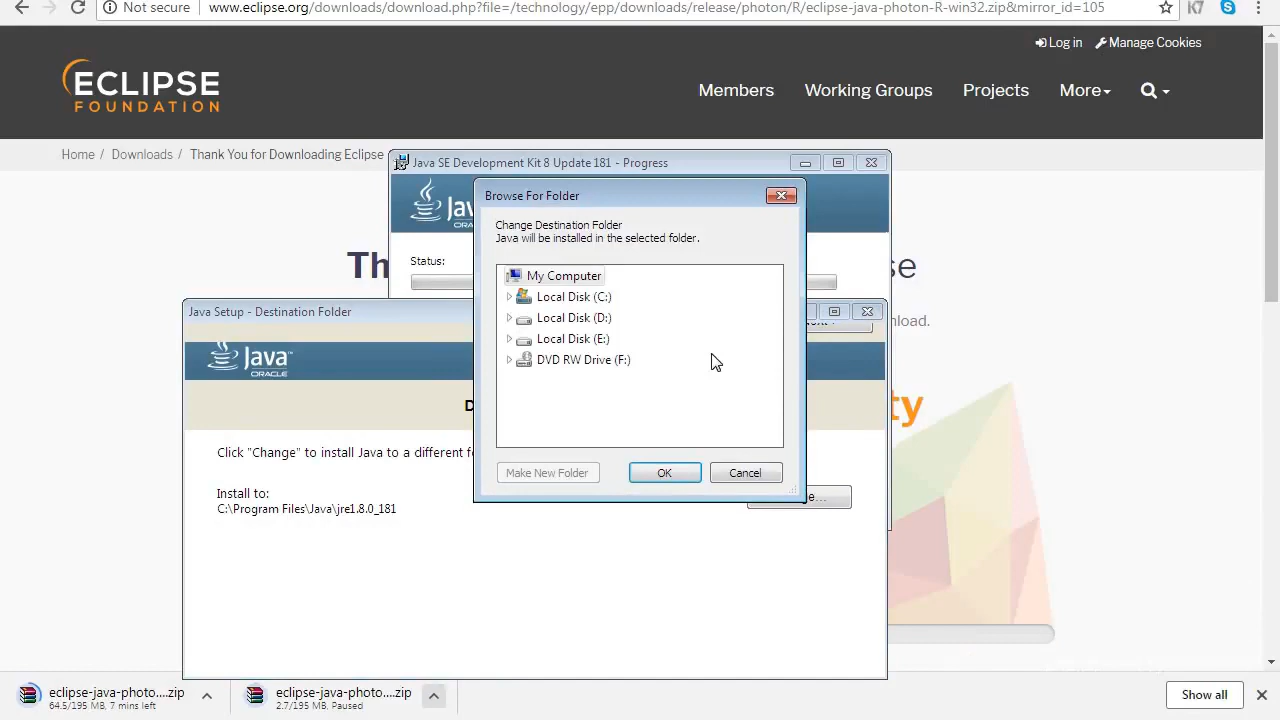 Not secure
www.eclipse.org/downloads/download.php?file=/technology/epp/downloads/release/photon/R/eclipse-java-photon-R-win32.zip&mirror_id=105
Log in Manage Cookies
ECLIPSE
FOUNDATION
Members Working Groups Projects More
Home / Downloads / Thank You for Downloading Eclipse
Java SE Development Kit 8 Update 181 - Progress
Browse For Folder
Change Destination Folder
Java will be installed in the selected folder.
Status:
My Computer
Local Disk (C:)
Local Disk (D:)
Local Disk (E:)
DVD RW Drive (F:)
Make New Folder OK Cancel
Java Setup - Destination Folder
Java™
ORACLE
Click "Change" to install Java to a different
Install to:
C:\Program Files\Java\jre1.8.0_181
eclipse-java-photo....zip
64.5/195 MB, 7 mins left
eclipse-java-photo....zip
2.7/195 MB, Paused
Show all